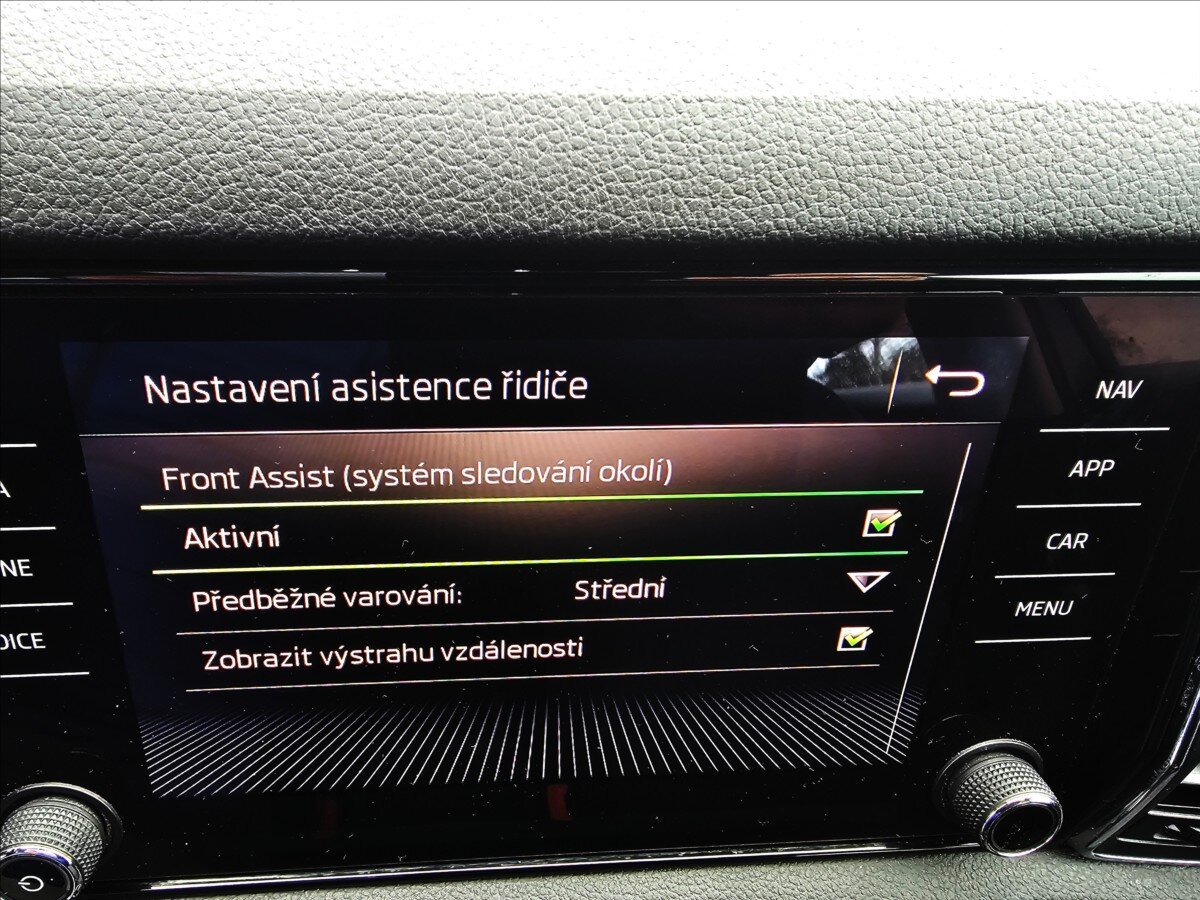 Nastavení asistence řidiče
Front Assist (systém sledování okolí)
Aktivní
Předběžné varování: Střední
Zobrazit výstrahu vzdálenosti
NAV
APP
CAR
MENU